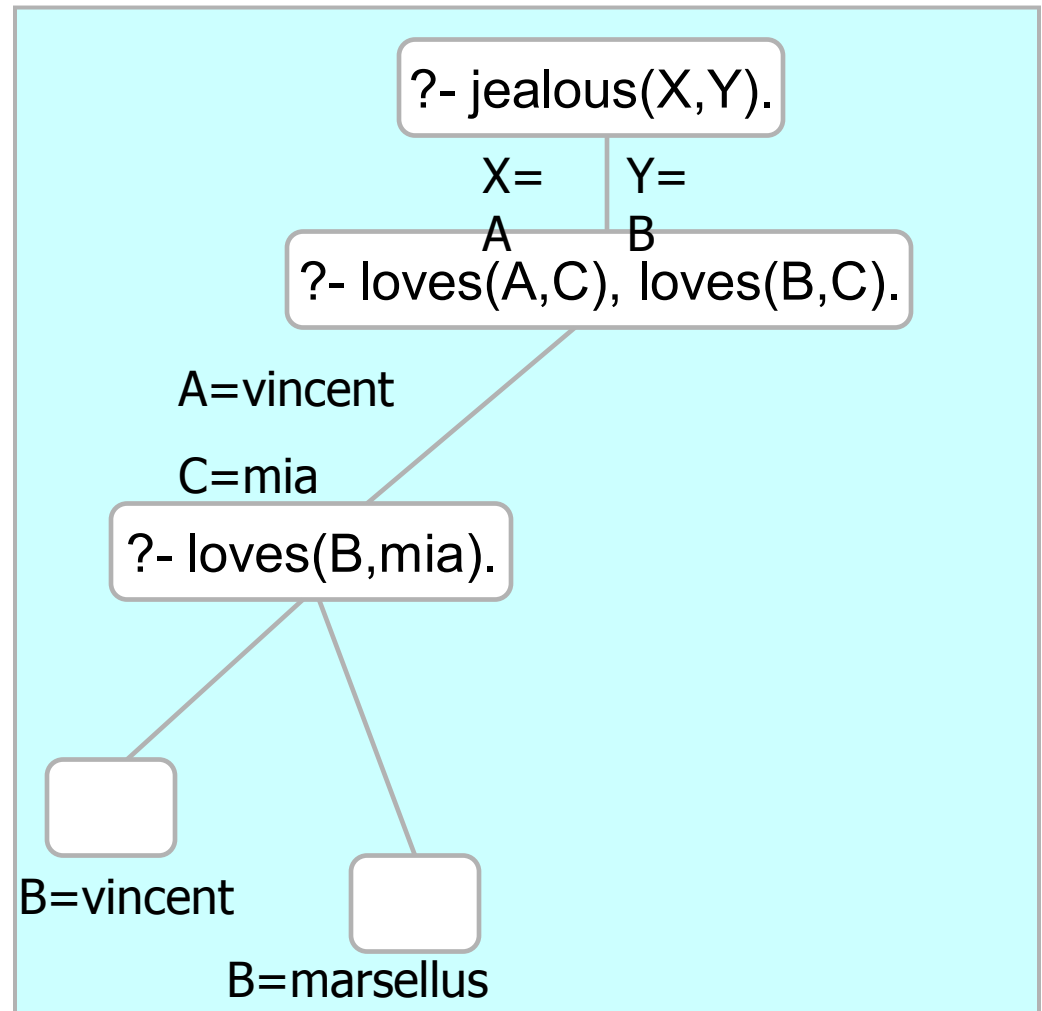 ?- jealous(X,Y).
X= Y=
A B
?- loves(A,C), loves(B,C).
A=vincent
C=mia
?- loves(B,mia).
B=vincent
B=marsellus